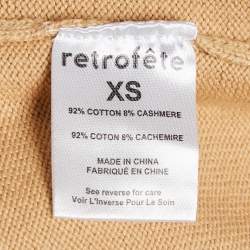 retrofête
XS
92% COTTON 8% CASHMERE
92% COTTON 8% CACHEMIRE
MADE IN CHINA
FABRIQUÉ EN CHINE
See reverse for care
Voir L'Inverse Pour Le Soin